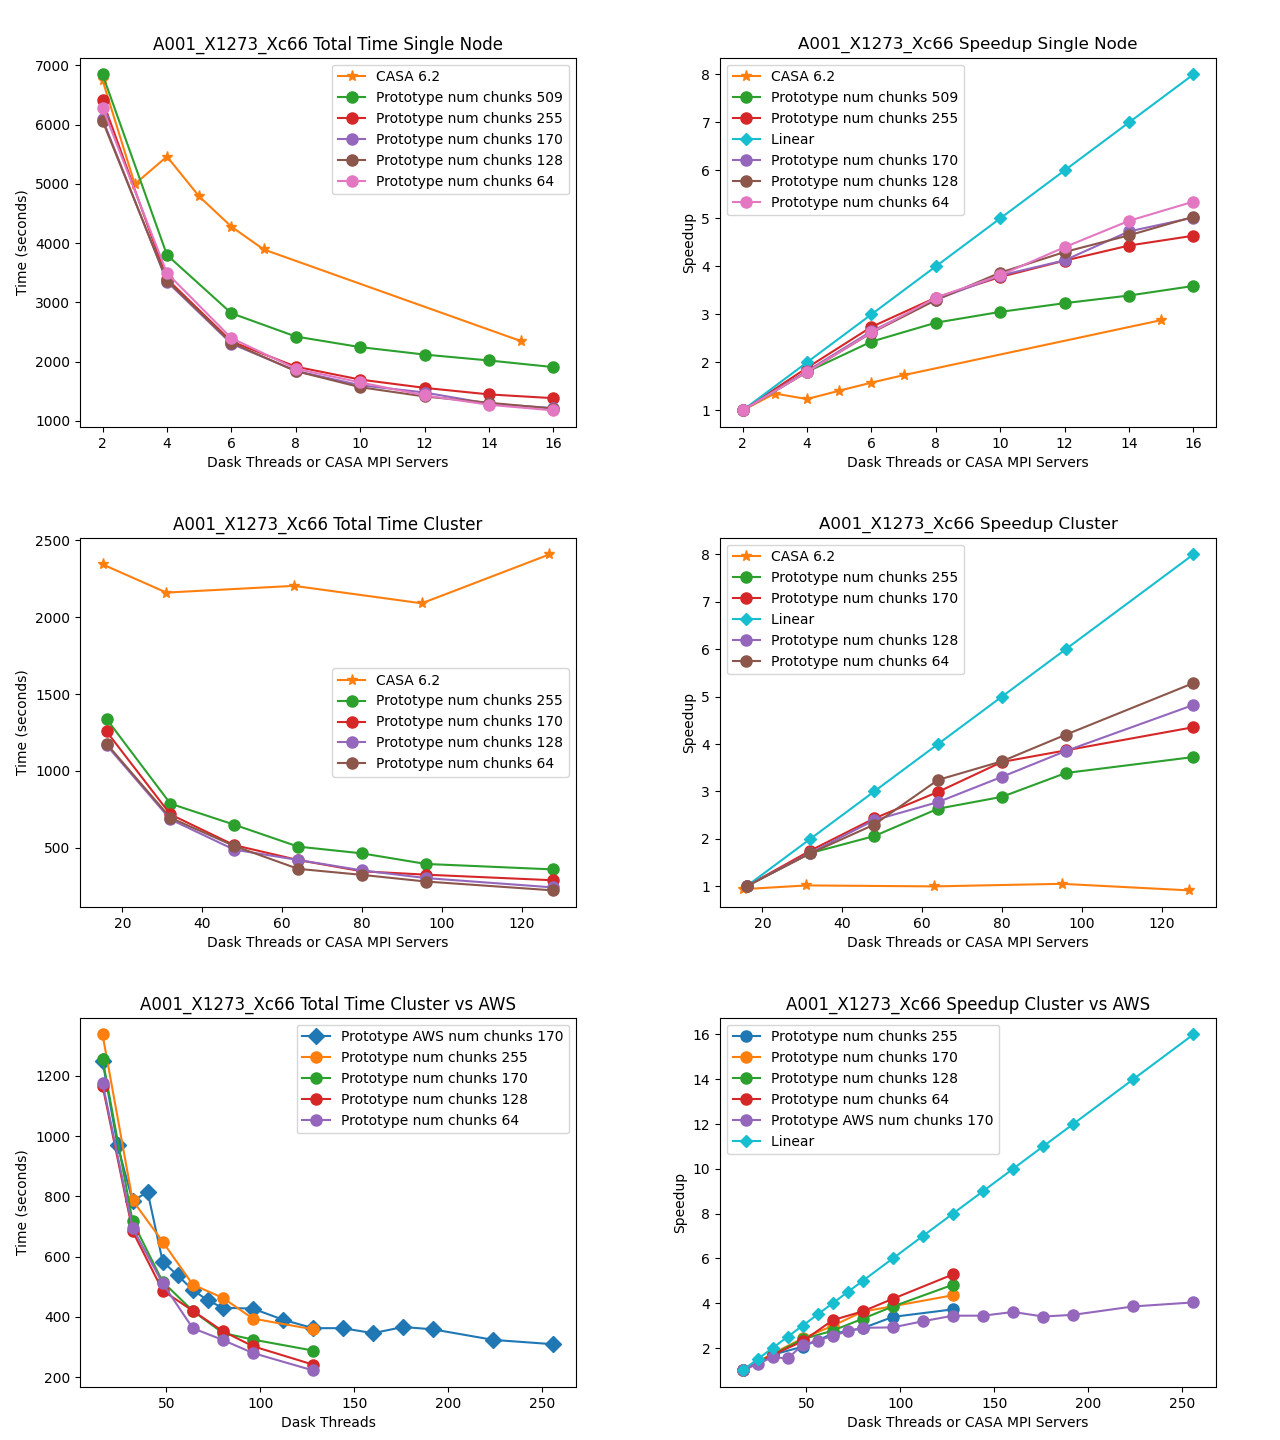 A001_X1273_Xc66 Total Time Single Node
7000
6000
5000
4000
3000
2000
1000
Time (seconds)
CASA 6.2
Prototype num chunks 509
Prototype num chunks 255
Prototype num chunks 170
Prototype num chunks 128
Prototype num chunks 64
2 4 6 8 10 12 14 16
Dask Threads or CASA MPI Servers
A001_X1273_Xc66 Speedup Single Node
8
7
6
5
4
3
2
1
Speedup
CASA 6.2
Prototype num chunks 509
Prototype num chunks 255
Linear
Prototype num chunks 170
Prototype num chunks 128
Prototype num chunks 64
2 4 6 8 10 12 14 16
Dask Threads or CASA MPI Servers
A001_X1273_Xc66 Total Time Cluster
2500
2000
1500
1000
500
Time (seconds)
CASA 6.2
Prototype num chunks 255
Prototype num chunks 170
Prototype num chunks 128
Prototype num chunks 64
20 40 60 80 100 120
Dask Threads or CASA MPI Servers
A001_X1273_Xc66 Speedup Cluster
8
7
6
5
4
3
2
1
Speedup
CASA 6.2
Prototype num chunks 255
Prototype num chunks 170
Linear
Prototype num chunks 128
Prototype num chunks 64
20 40 60 80 100 120
Dask Threads or CASA MPI Servers
A001_X1273_Xc66 Total Time Cluster vs AWS
1200
1000
800
600
400
200
Time (seconds)
Prototype AWS num chunks 170
Prototype num chunks 255
Prototype num chunks 170
Prototype num chunks 128
Prototype num chunks 64
50 100 150 200 250
Dask Threads
A001_X1273_Xc66 Speedup Cluster vs AWS
16
14
12
10
8
6
4
2
Speedup
Prototype num chunks 255
Prototype num chunks 170
Prototype num chunks 128
Prototype num chunks 64
Prototype AWS num chunks 170
Linear
50 100 150 200 250
Dask Threads or CASA MPI Servers